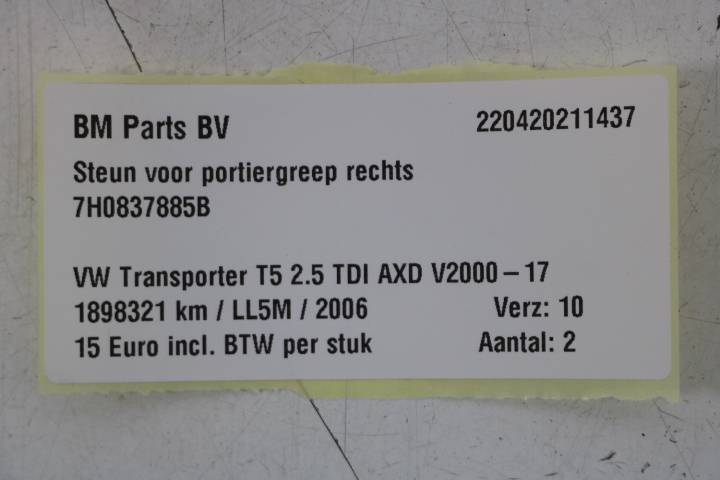 BM Parts BV 220420211437
Steun voor portiergreep rechts
7H0837885B
VW Transporter T5 2.5 TDI AXD V2000 – 17
1898321 km / LL5M / 2006 Verz: 10
15 Euro incl. BTW per stuk Aantal: 2